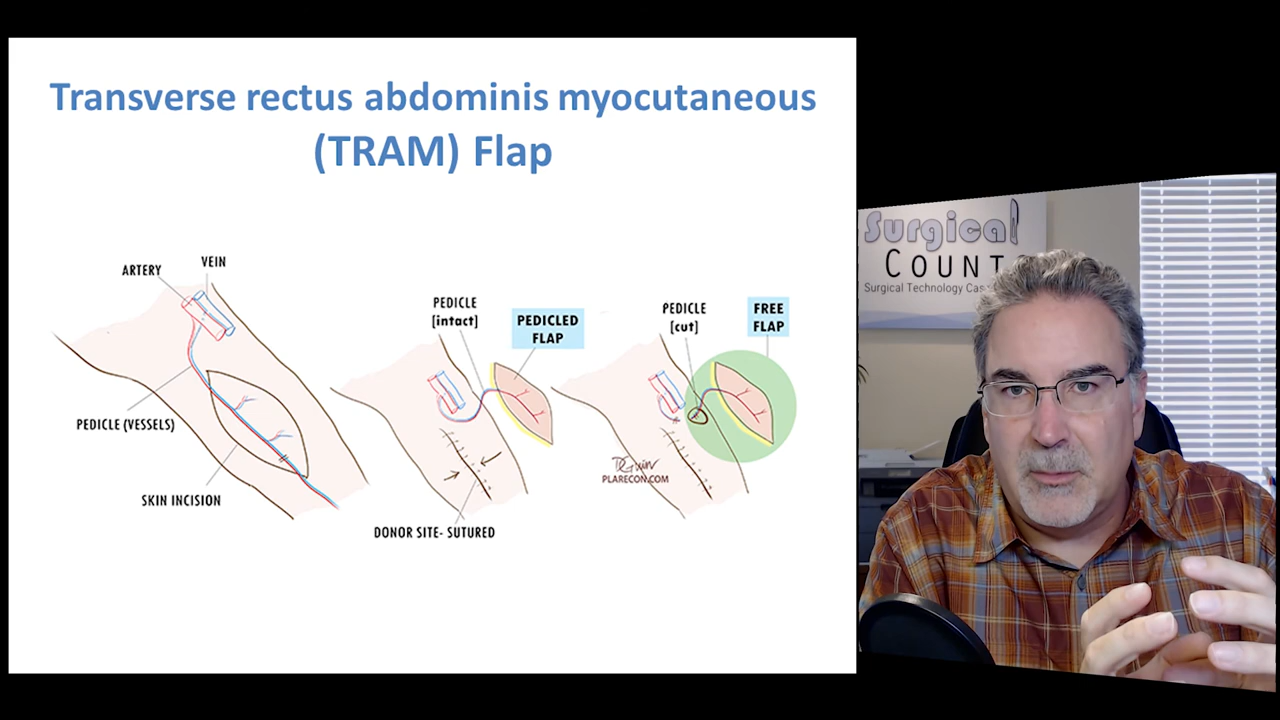 Transverse rectus abdominis myocutaneous
(TRAM) Flap
ARTERY
VEIN
PEDICLE (VESSELS)
SKIN INCISION
PEDICLE
[intact]
PEDICLED
FLAP
DONOR SITE- SUTURED
PEDICLE
[cut]
FREE
FLAP
PLARECON.COM
Surgical
COUNT
Surgical Technology Cas